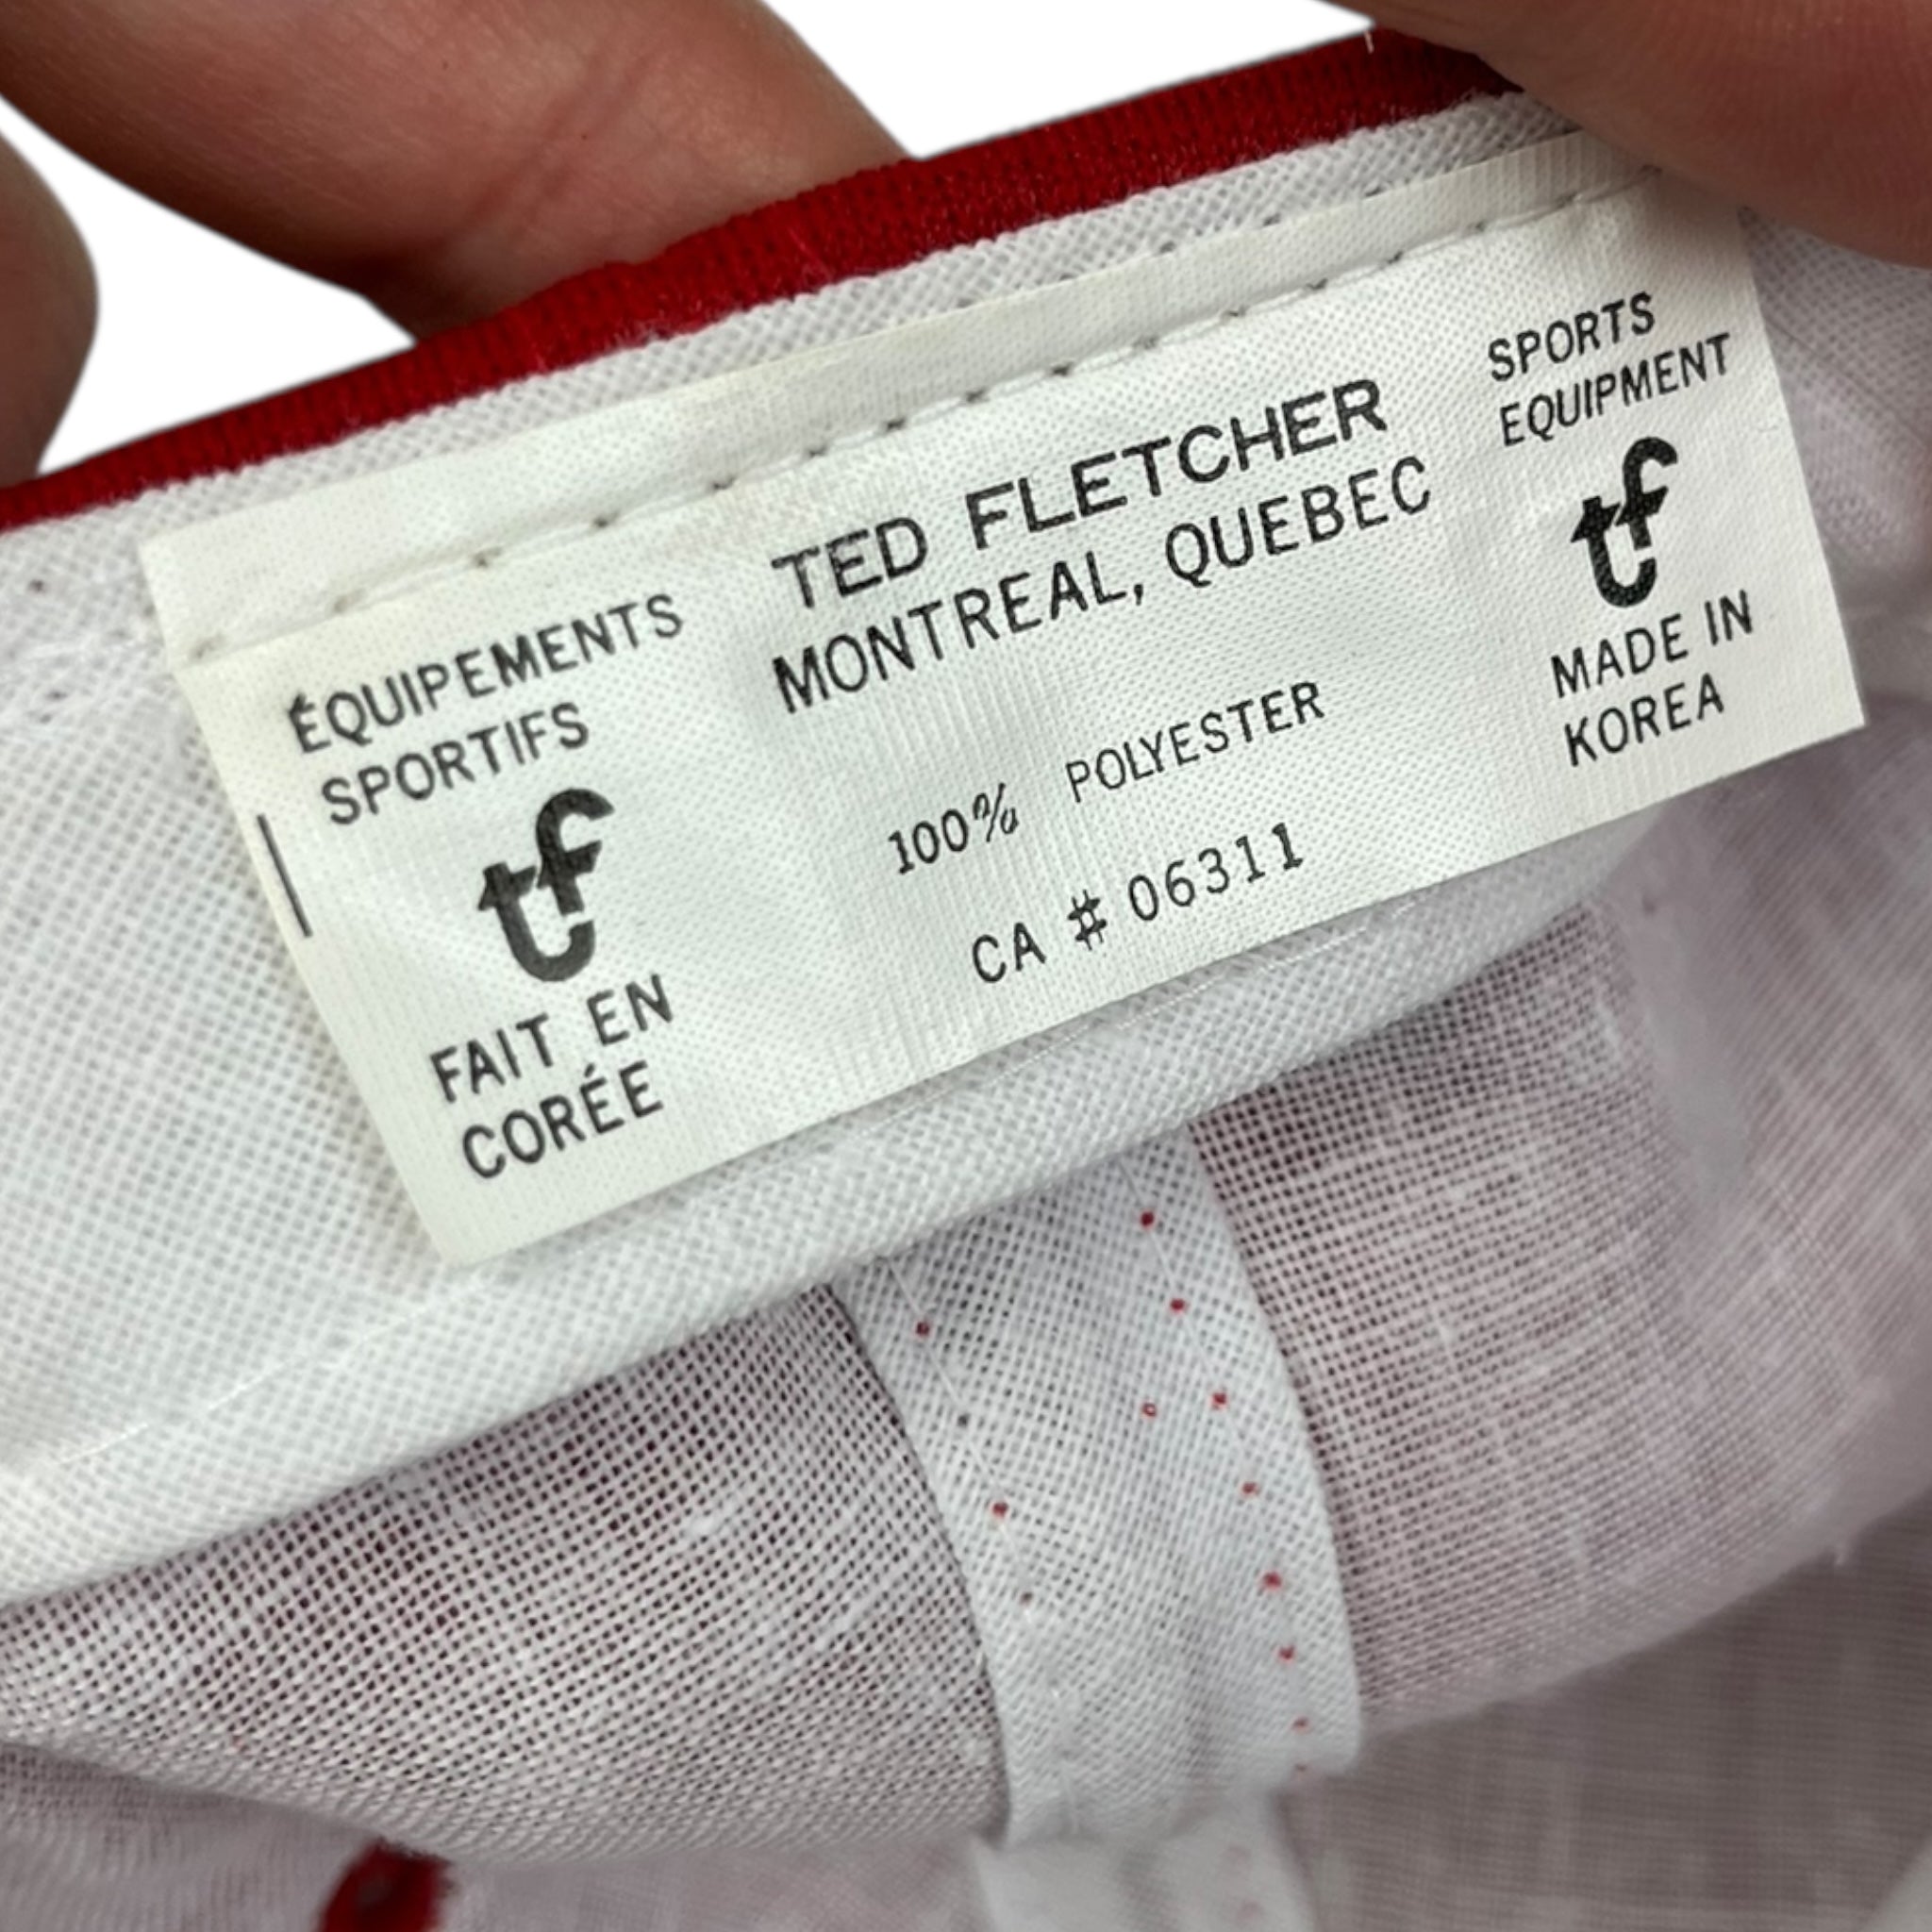 ÉQUIPEMENTS
SPORTIFS
tf
FAIT EN
CORÉE
TED FLETCHER
MONTREAL, QUEBEC
100% POLYESTER
CA # 06311
SPORTS
EQUIPMENT
tf
MADE IN
KOREA